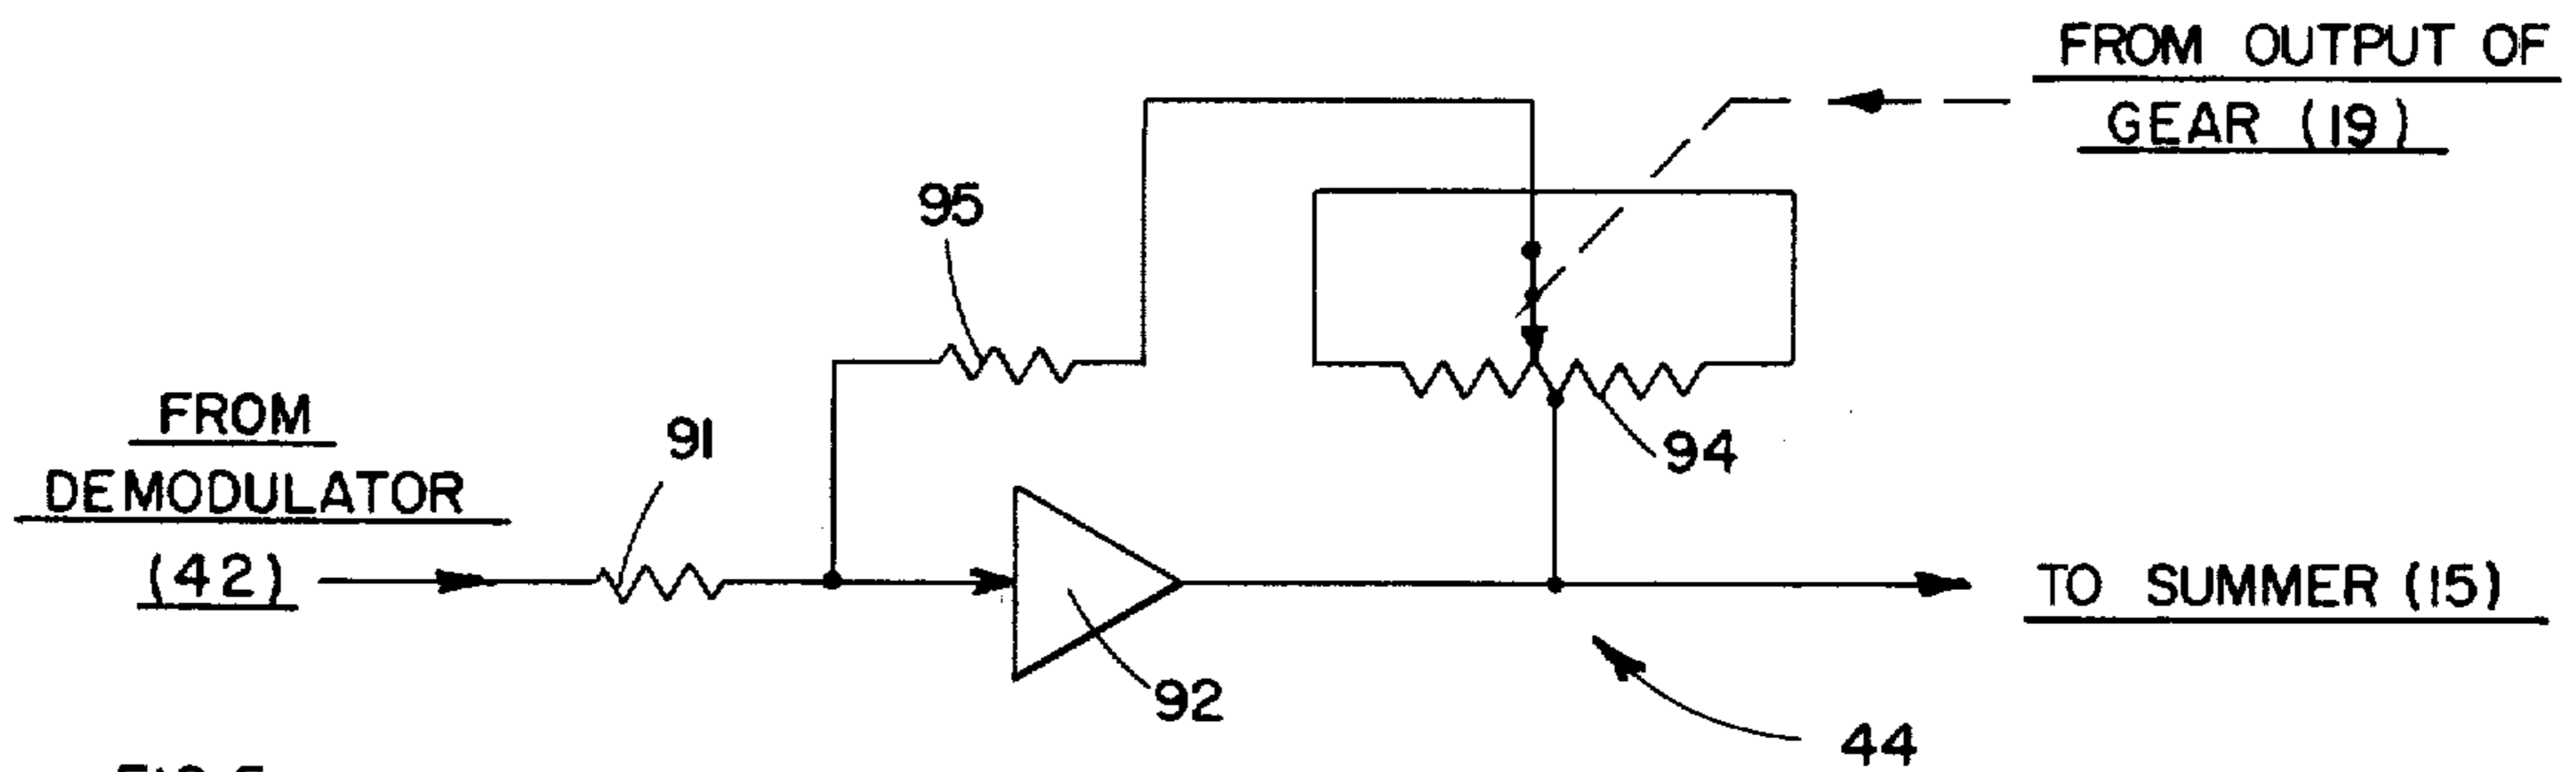 FROM OUTPUT OF
GEAR (19)
95
FROM
DEMODULATOR
(42)
91
94
92
TO SUMMER (15)
44